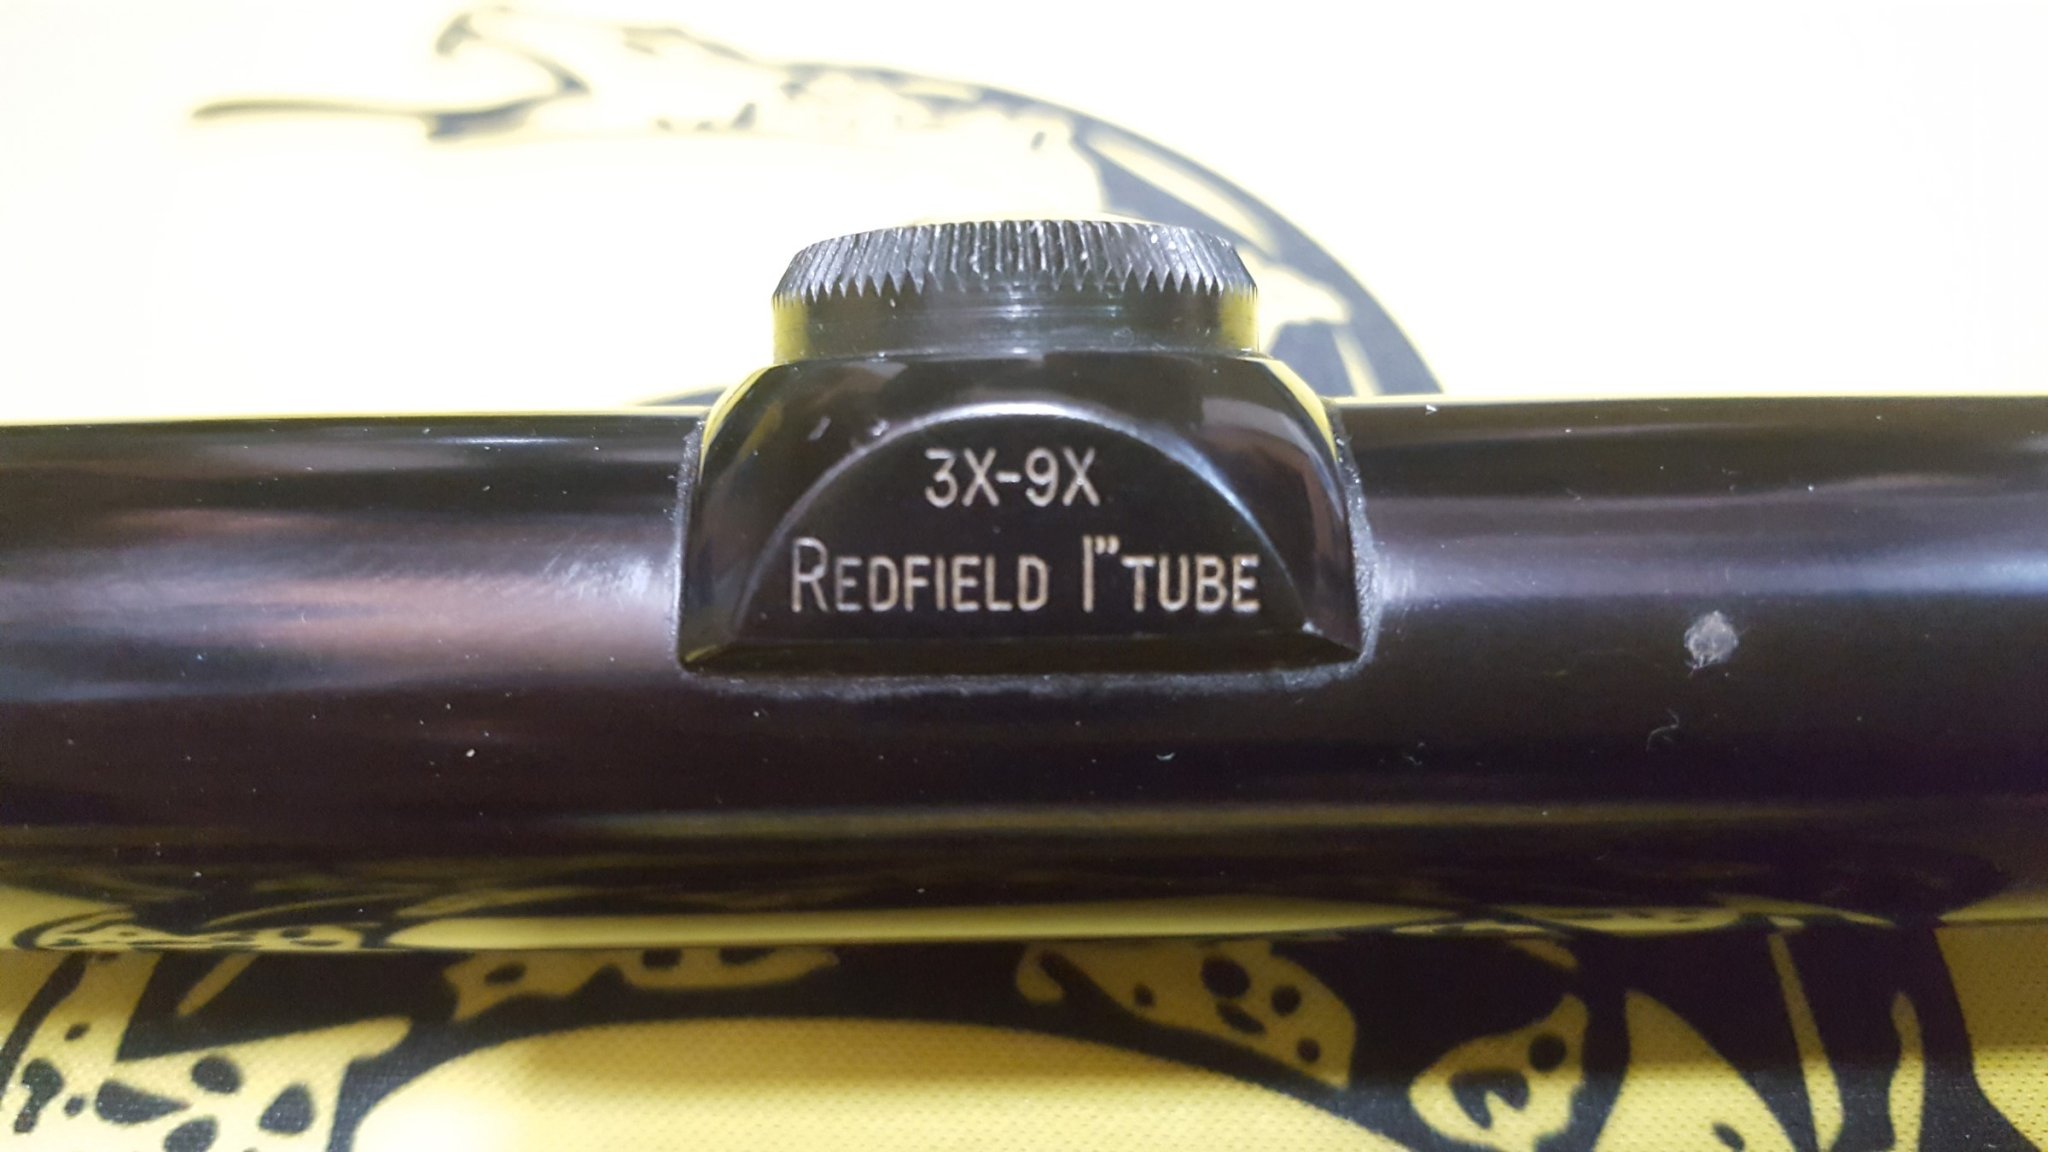 3X-9X
REDFIELD 1" TUBE